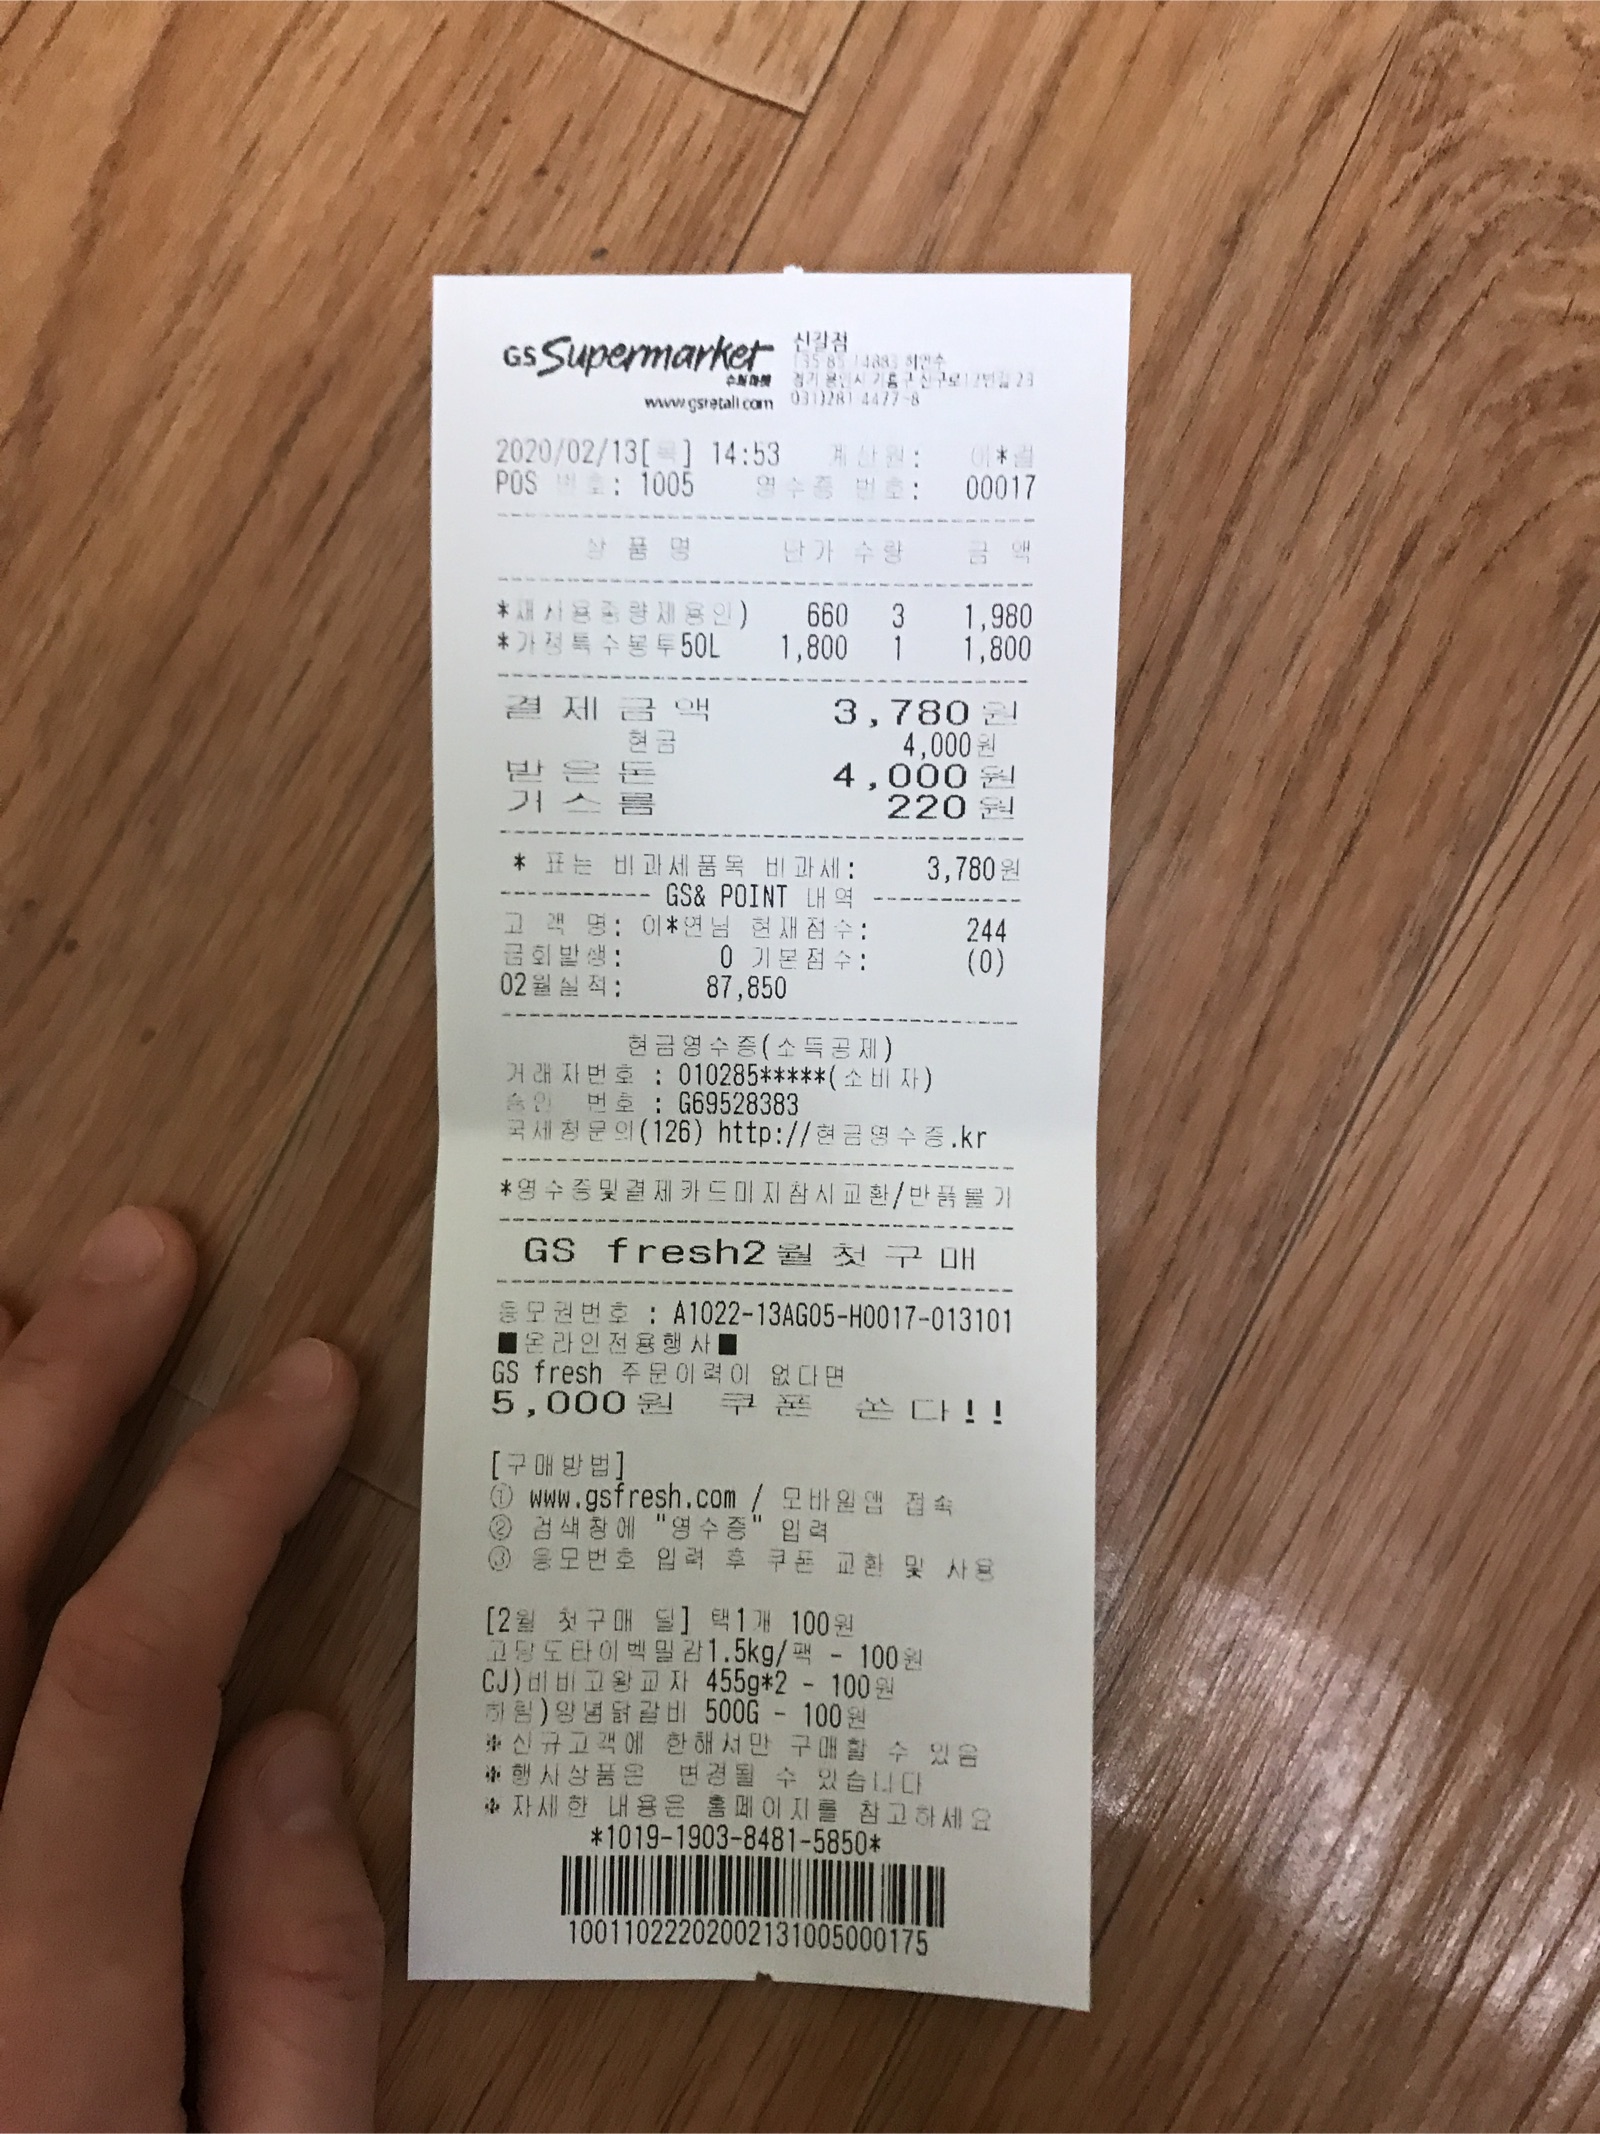 GS Supermarket 신갈점
수퍼마켓
경기 용인시 기흥구 신구로12번길 23
www.gsretail.com 031)281-4477~8
2020/02/13[목] 14:53 계산원: 이*걸
POS 번호: 1005 영수증 번호: 00017
상 품 명 단가 수량 금 액
*재사용종량제용인) 660 3 1,980
*가정특수봉투50L 1,800 1 1,800
결제금액 3,780원
현금 4,000원
받은돈 4,000원
거스름 220원
* 표는 비과세품목 비과세: 3,780원
GS& POINT 내역
고 객 명: 이*연님 현재점수: 244
금회발생: 0 기본점수: (0)
02월실적: 87,850
현금영수증(소득공제)
거래자번호 : 010285*****(소비자)
승인 번호 : G69528383
국세청문의(126) http://현금영수증.kr
*영수증및결제카드미지참시교환/반품불가
GS fresh2월첫구매
응모권번호 : A1022-13AG05-H0017-013101
■온라인전용행사■
GS fresh 주문이력이 없다면
5,000원 쿠폰 쏜다!!
[구매방법]
① www.gsfresh.com / 모바일앱 접속
② 검색창에 "영수증" 입력
③ 응모번호 입력 후 쿠폰 교환 및 사용
[2월 첫구매 딜] 택1개 100원
고당도타이벡밀감1.5kg/팩 - 100원
CJ)비비고왕교자 455g*2 - 100원
하림)양념닭갈비 500G - 100원
※신규고객에 한해서만 구매할 수 있음
※행사상품은 변경될 수 있습니다
※자세한 내용은 홈페이지를 참고하세요
*1019-1903-8481-5850*
10011022202002131005000175